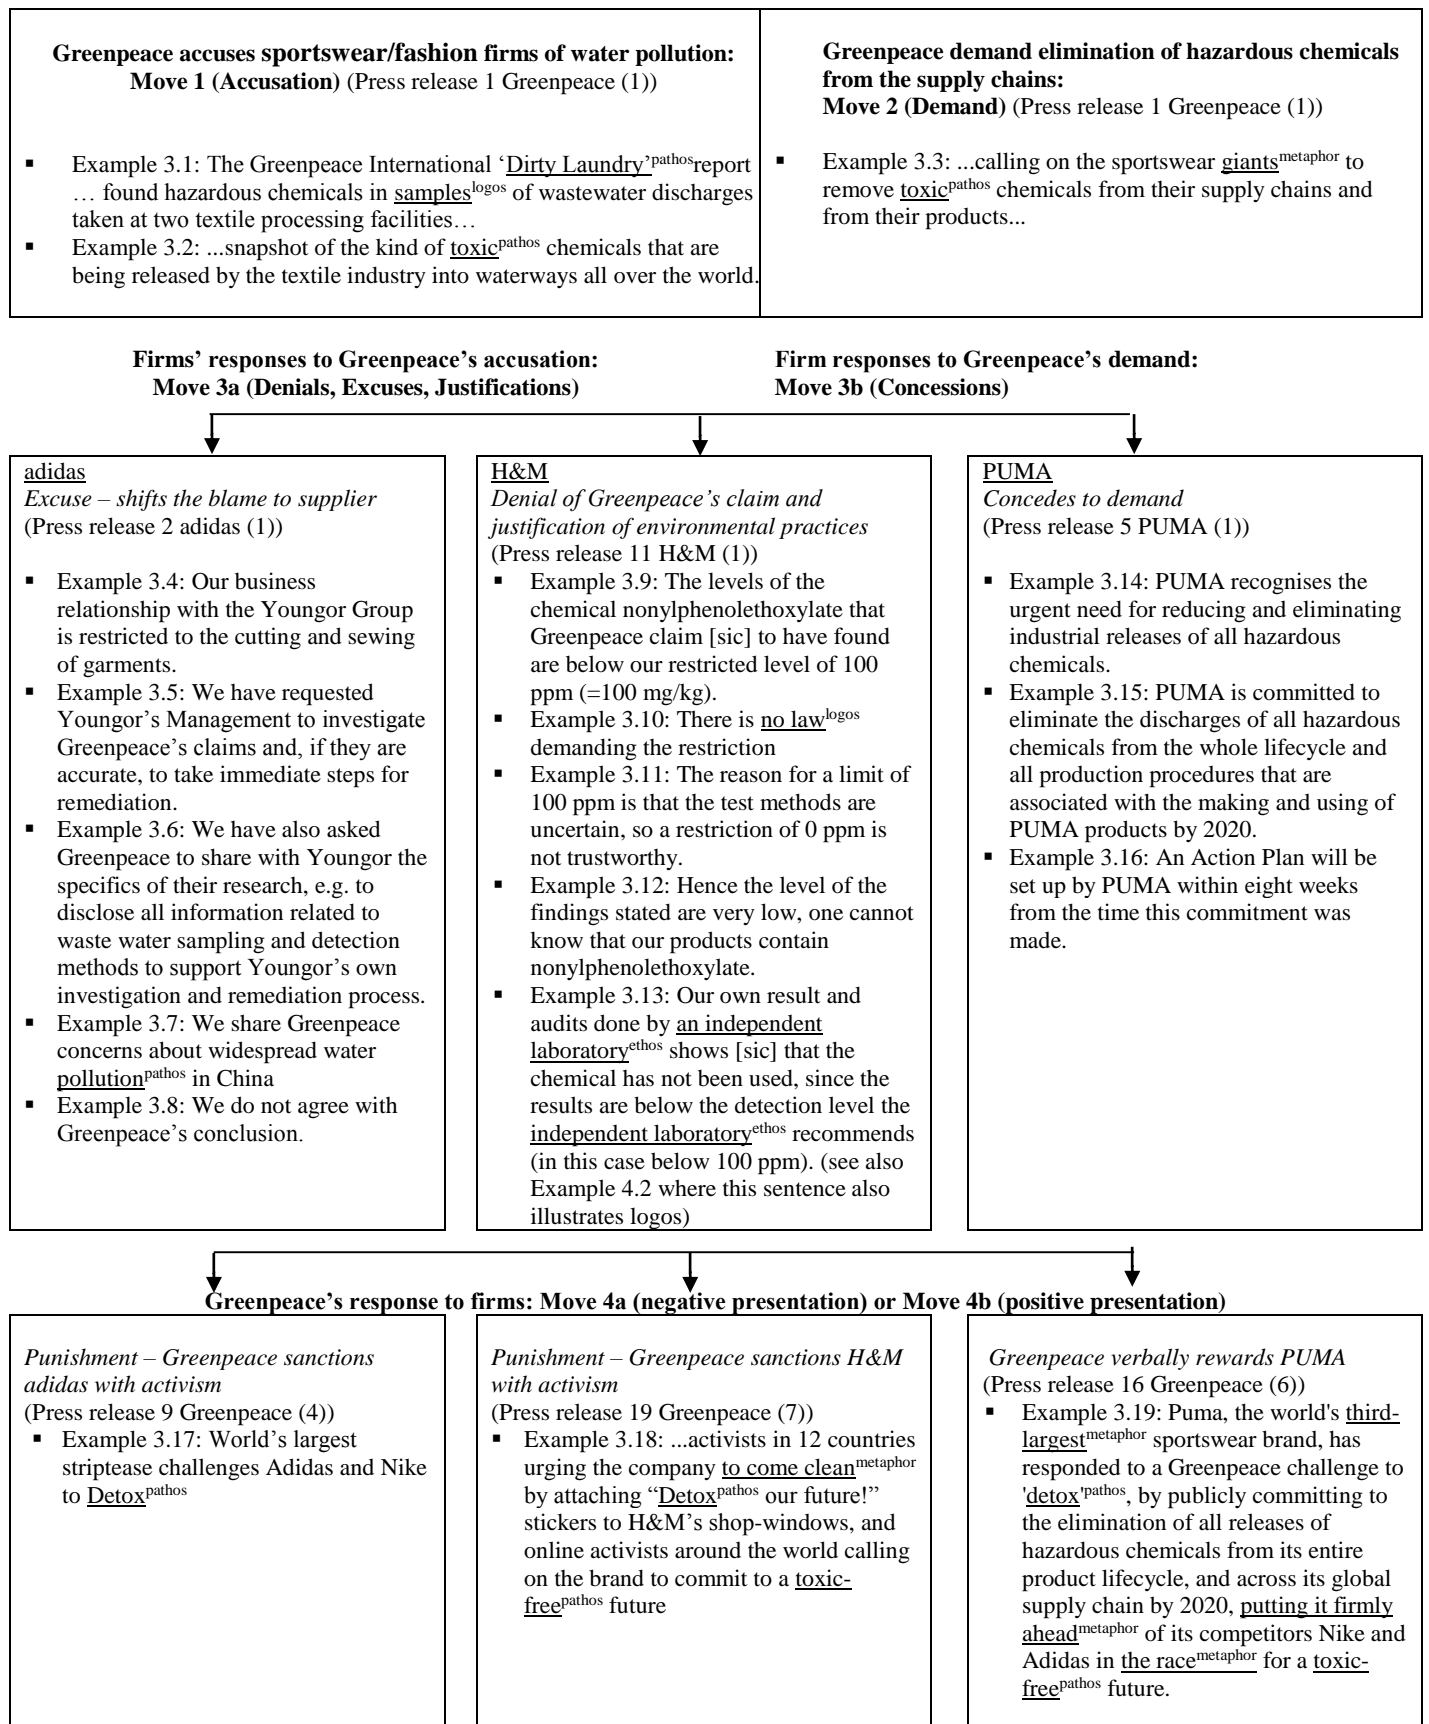 Greenpeace accuses sportswear/fashion firms of water pollution:
Move 1 (Accusation) (Press release 1 Greenpeace (1))
▪ Example 3.1: The Greenpeace International ‘Dirty Laundry’pathosreport
… found hazardous chemicals in sampleslogos of wastewater discharges
taken at two textile processing facilities…
▪ Example 3.2: ...snapshot of the kind of toxicpathos chemicals that are
being released by the textile industry into waterways all over the world.
Greenpeace demand elimination of hazardous chemicals
from the supply chains:
Move 2 (Demand) (Press release 1 Greenpeace (1))
▪ Example 3.3: ...calling on the sportswear giantsmetaphor to
remove toxicpathos chemicals from their supply chains and
from their products...
Firms’ responses to Greenpeace’s accusation:
Move 3a (Denials, Excuses, Justifications)
Firm responses to Greenpeace’s demand:
Move 3b (Concessions)
adidas
Excuse – shifts the blame to supplier
(Press release 2 adidas (1))
▪ Example 3.4: Our business
relationship with the Youngor Group
is restricted to the cutting and sewing
of garments.
▪ Example 3.5: We have requested
Youngor’s Management to investigate
Greenpeace’s claims and, if they are
accurate, to take immediate steps for
remediation.
▪ Example 3.6: We have also asked
Greenpeace to share with Youngor the
specifics of their research, e.g. to
disclose all information related to
waste water sampling and detection
methods to support Youngor’s own
investigation and remediation process.
▪ Example 3.7: We share Greenpeace
concerns about widespread water
pollutionpathos in China
▪ Example 3.8: We do not agree with
Greenpeace’s conclusion.
H&M
Denial of Greenpeace’s claim and
justification of environmental practices
(Press release 11 H&M (1))
▪ Example 3.9: The levels of the
chemical nonylphenolethoxylate that
Greenpeace claim [sic] to have found
are below our restricted level of 100
ppm (=100 mg/kg).
▪ Example 3.10: There is no lawlogos
demanding the restriction
▪ Example 3.11: The reason for a limit of
100 ppm is that the test methods are
uncertain, so a restriction of 0 ppm is
not trustworthy.
▪ Example 3.12: Hence the level of the
findings stated are very low, one cannot
know that our products contain
nonylphenolethoxylate.
▪ Example 3.13: Our own result and
audits done by an independent
laboratoryethos shows [sic] that the
chemical has not been used, since the
results are below the detection level the
independent laboratoryethos recommends
(in this case below 100 ppm). (see also
Example 4.2 where this sentence also
illustrates logos)
PUMA
Concedes to demand
(Press release 5 PUMA (1))
▪ Example 3.14: PUMA recognises the
urgent need for reducing and eliminating
industrial releases of all hazardous
chemicals.
▪ Example 3.15: PUMA is committed to
eliminate the discharges of all hazardous
chemicals from the whole lifecycle and
all production procedures that are
associated with the making and using of
PUMA products by 2020.
▪ Example 3.16: An Action Plan will be
set up by PUMA within eight weeks
from the time this commitment was
made.
Greenpeace’s response to firms: Move 4a (negative presentation) or Move 4b (positive presentation)
Punishment – Greenpeace sanctions
adidas with activism
(Press release 9 Greenpeace (4))
▪ Example 3.17: World’s largest
striptease challenges Adidas and Nike
to Detoxpathos
Punishment – Greenpeace sanctions H&M
with activism
(Press release 19 Greenpeace (7))
▪ Example 3.18: ...activists in 12 countries
urging the company to come cleanmetaphor
by attaching “Detoxpathos our future!”
stickers to H&M’s shop-windows, and
online activists around the world calling
on the brand to commit to a toxic-
freepathos future
Greenpeace verbally rewards PUMA
(Press release 16 Greenpeace (6))
▪ Example 3.19: Puma, the world's third-
largestmetaphor sportswear brand, has
responded to a Greenpeace challenge to
'detox'pathos, by publicly committing to
the elimination of all releases of
hazardous chemicals from its entire
product lifecycle, and across its global
supply chain by 2020, putting it firmly
aheadmetaphor of its competitors Nike and
Adidas in the racemetaphor for a toxic-
freepathos future.